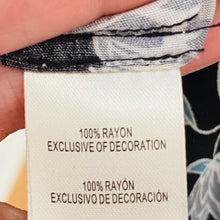 100% RAYON
EXCLUSIVE OF DECORATION
100% RAYÓN
EXCLUSIVO DE DECORACIÓN